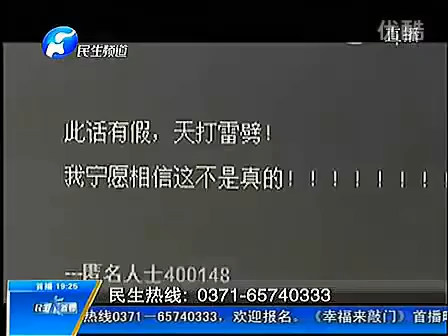 民生频道
优酷
直播
此话有假，天打雷劈！
我宁愿相信这不是真的！！！！！！！
---匿名人士400148
首播 19:25
民生热线：0371-65740333
热线0371—65740333，欢迎报名。《幸福来敲门》首播